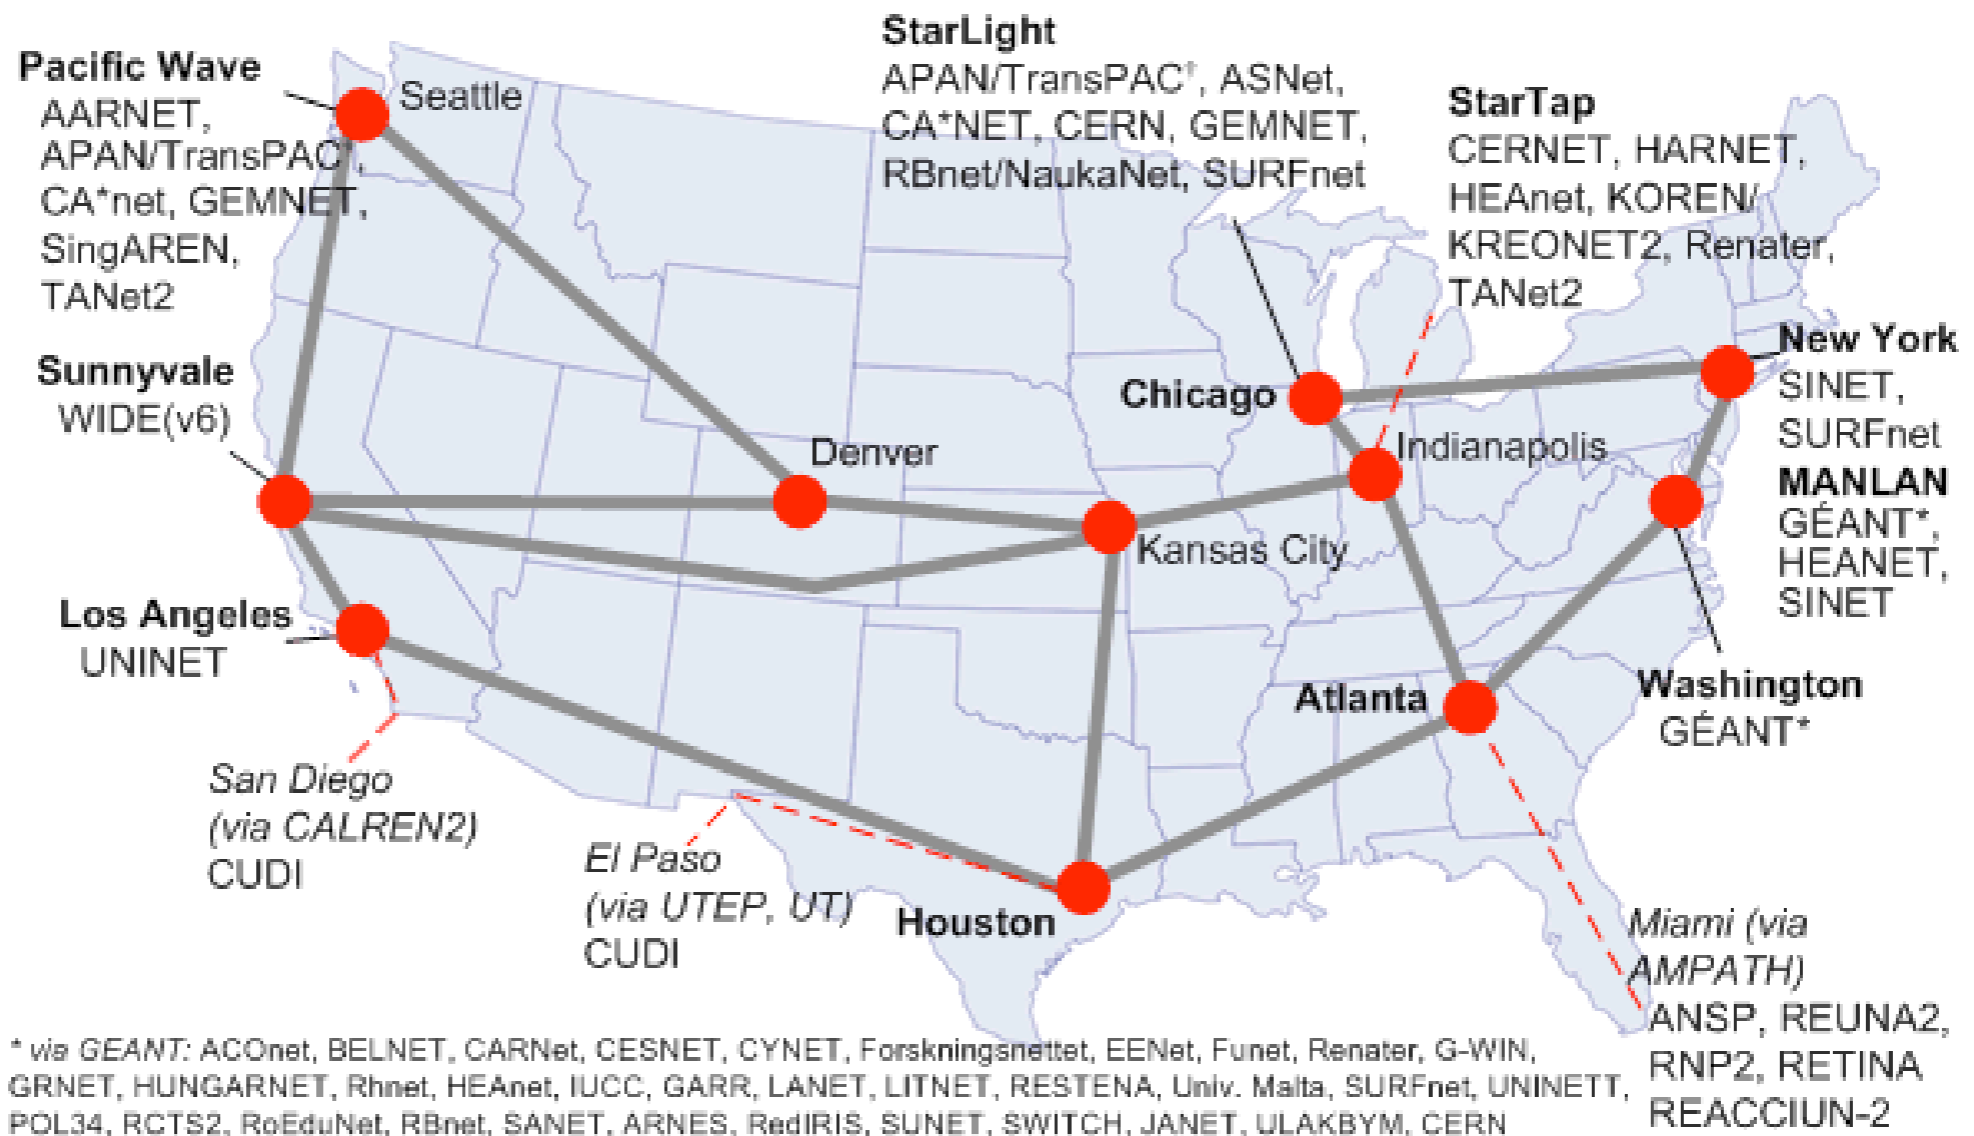 Pacific Wave
AARNET,
APAN/TransPAC†,
CA*net, GEMNET,
SingAREN,
TANet2
Seattle
StarLight
APAN/TransPAC†, ASNet,
CA*NET, CERN, GEMNET,
RBnet/NaukaNet, SURFnet
StarTap
CERNET, HARNET,
HEAnet, KOREN/
KREONET2, Renater,
TANet2
Sunnyvale
WIDE(v6)
Denver
Chicago
Indianapolis
Kansas City
New York
SINET,
SURFnet
MANLAN
GÉANT*,
HEANET,
SINET
Los Angeles
UNINET
Atlanta
Washington
GÉANT*
San Diego
(via CALREN2)
CUDI
El Paso
(via UTEP, UT)
CUDI
Houston
Miami (via
AMPATH)
ANSP, REUNA2,
RNP2, RETINA
REACCIUN-2
* via GEANT: ACOnet, BELNET, CARNet, CESNET, CYNET, Forskningsnettet, EENet, Funet, Renater, G-WIN,
GRNET, HUNGARNET, Rhnet, HEAnet, IUCC, GARR, LANET, LITNET, RESTENA, Univ. Malta, SURFnet, UNINETT,
POL34, RCTS2, RoEduNet, RBnet, SANET, ARNES, RedIRIS, SUNET, SWITCH, JANET, ULAKBYM, CERN